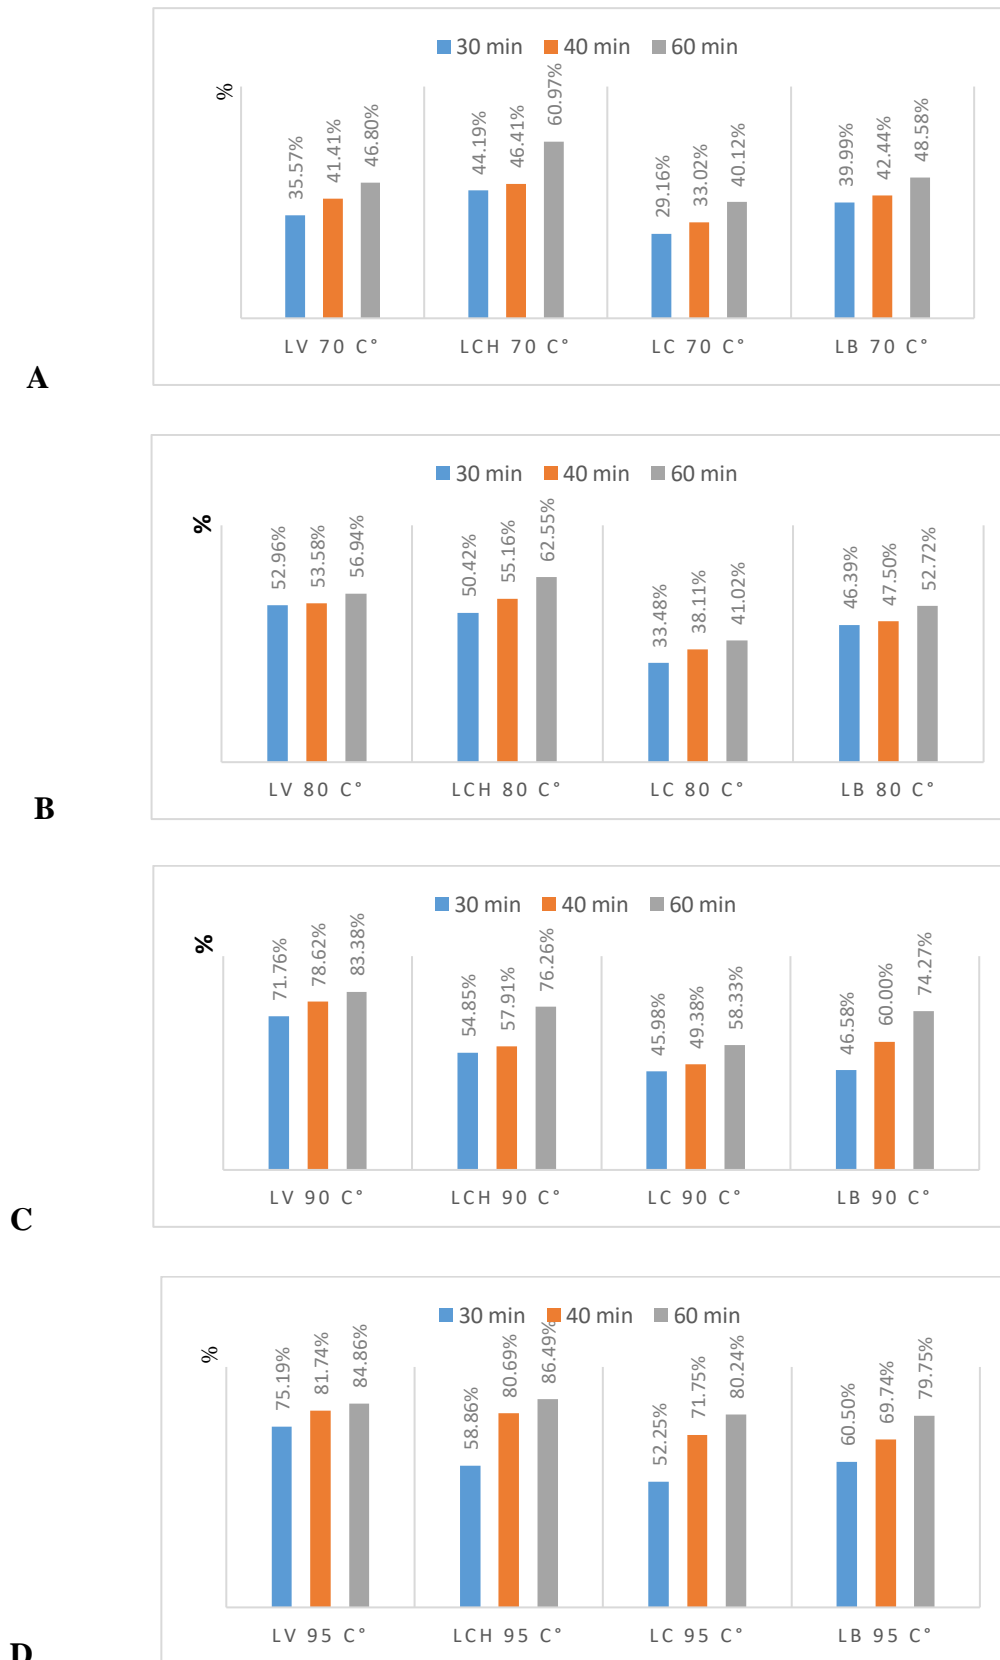 30 min 40 min 60 min
%
35.57% 41.41% 46.80% 44.19% 46.41% 60.97% 29.16% 33.02% 40.12% 39.99% 42.44% 48.58%
LV 70 C° LCH 70 C° LC 70 C° LB 70 C°
A
30 min 40 min 60 min
%
52.96% 53.58% 56.94% 50.42% 55.16% 62.55% 33.48% 38.11% 41.02% 46.39% 47.50% 52.72%
LV 80 C° LCH 80 C° LC 80 C° LB 80 C°
B
30 min 40 min 60 min
%
71.76% 78.62% 83.38% 54.85% 57.91% 76.26% 45.98% 49.38% 58.33% 46.58% 60.00% 74.27%
LV 90 C° LCH 90 C° LC 90 C° LB 90 C°
C
30 min 40 min 60 min
%
75.19% 81.74% 84.86% 58.86% 80.69% 86.49% 52.25% 71.75% 80.24% 60.50% 69.74% 79.75%
LV 95 C° LCH 95 C° LC 95 C° LB 95 C°
D